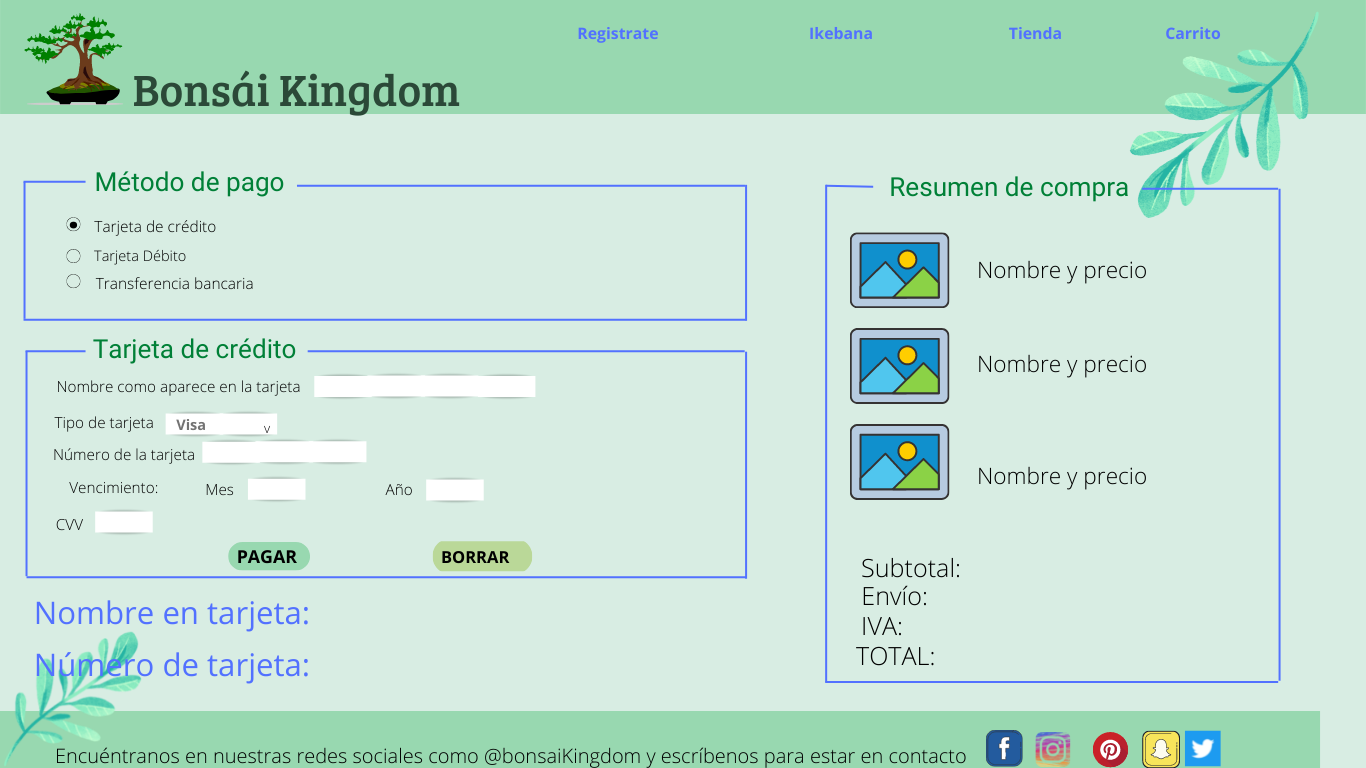 Registrate Ikebana Tienda Carrito
Bonsái Kingdom
Método de pago
Tarjeta de crédito
Tarjeta Débito
Transferencia bancaria
Tarjeta de crédito
Nombre como aparece en la tarjeta
Tipo de tarjeta Visa v
Número de la tarjeta
Vencimiento: Mes Año
CVV
PAGAR BORRAR
Nombre en tarjeta:
Número de tarjeta:
Resumen de compra
Nombre y precio
Nombre y precio
Nombre y precio
Subtotal:
Envío:
IVA:
TOTAL:
Encuéntranos en nuestras redes sociales como @bonsaiKingdom y escríbenos para estar en contacto